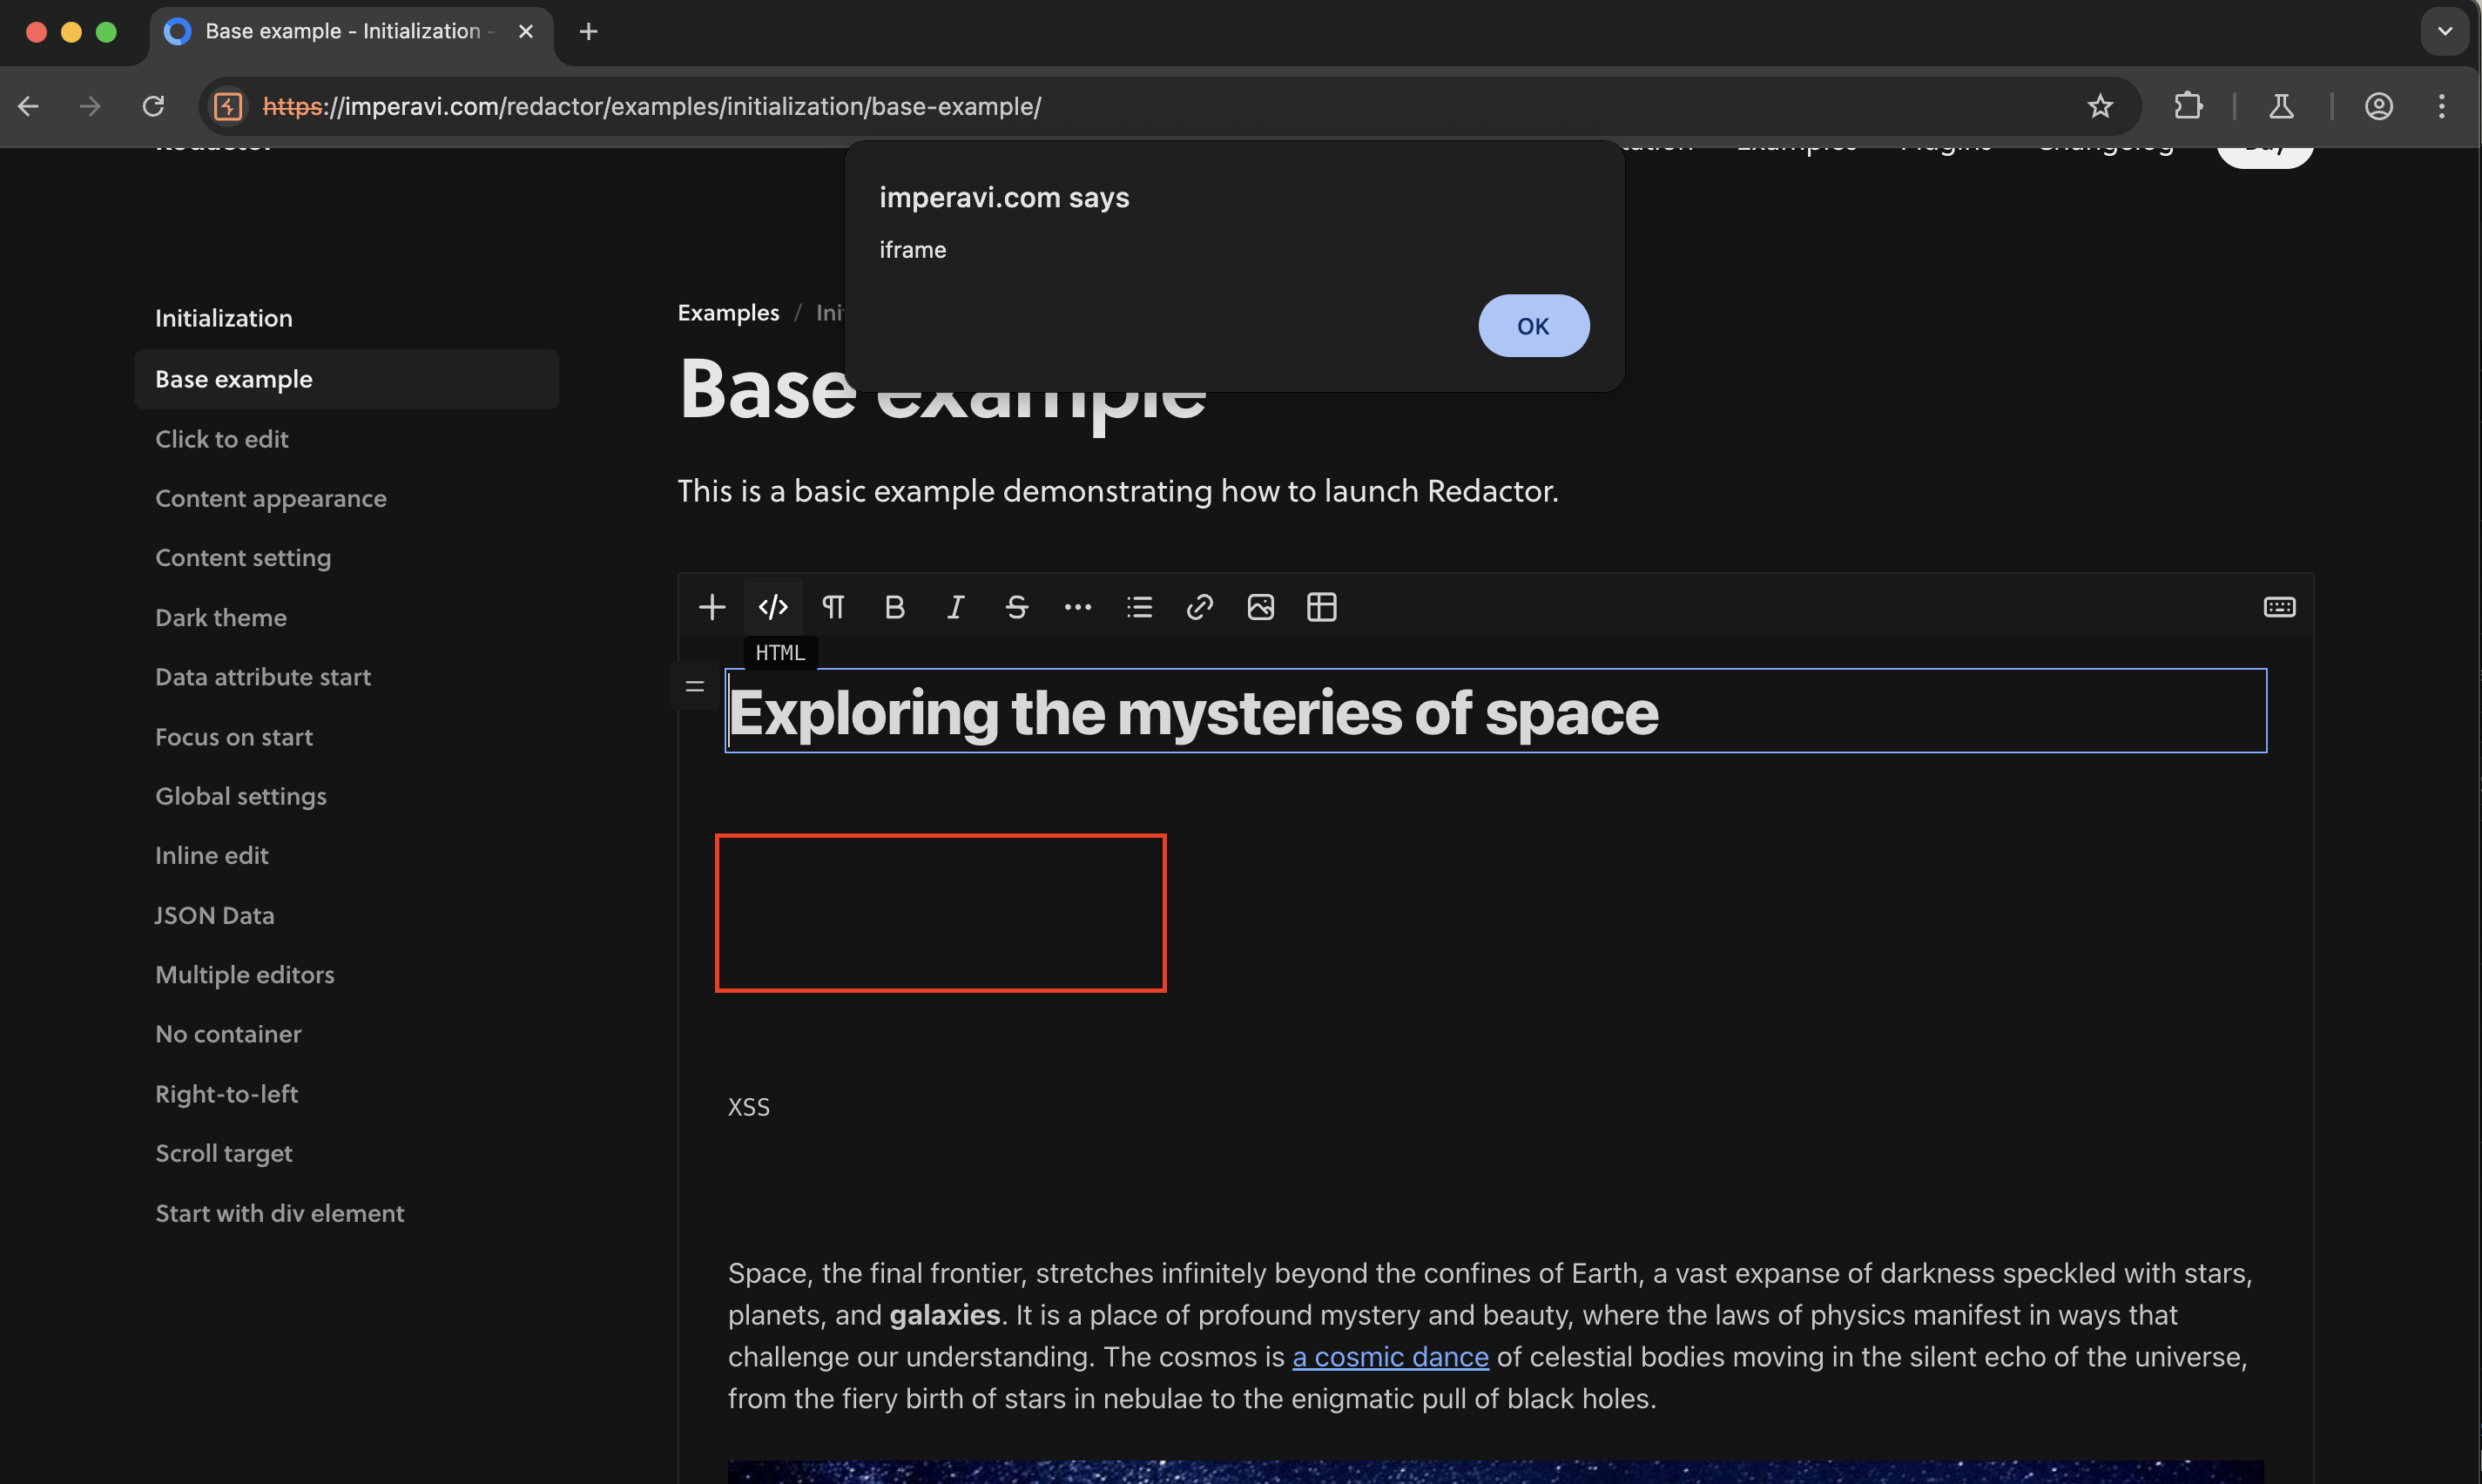 Base example - Initialization -
https://imperavi.com/redactor/examples/initialization/base-example/
Redactor
Examples Plugins Changelog Buy
imperavi.com says
iframe
OK
Initialization
Base example
Click to edit
Content appearance
Content setting
Dark theme
Data attribute start
Focus on start
Global settings
Inline edit
JSON Data
Multiple editors
No container
Right-to-left
Scroll target
Start with div element
Examples /
Base example
This is a basic example demonstrating how to launch Redactor.
HTML
Exploring the mysteries of space
XSS
Space, the final frontier, stretches infinitely beyond the confines of Earth, a vast expanse of darkness speckled with stars,
planets, and galaxies. It is a place of profound mystery and beauty, where the laws of physics manifest in ways that
challenge our understanding. The cosmos is a cosmic dance of celestial bodies moving in the silent echo of the universe,
from the fiery birth of stars in nebulae to the enigmatic pull of black holes.